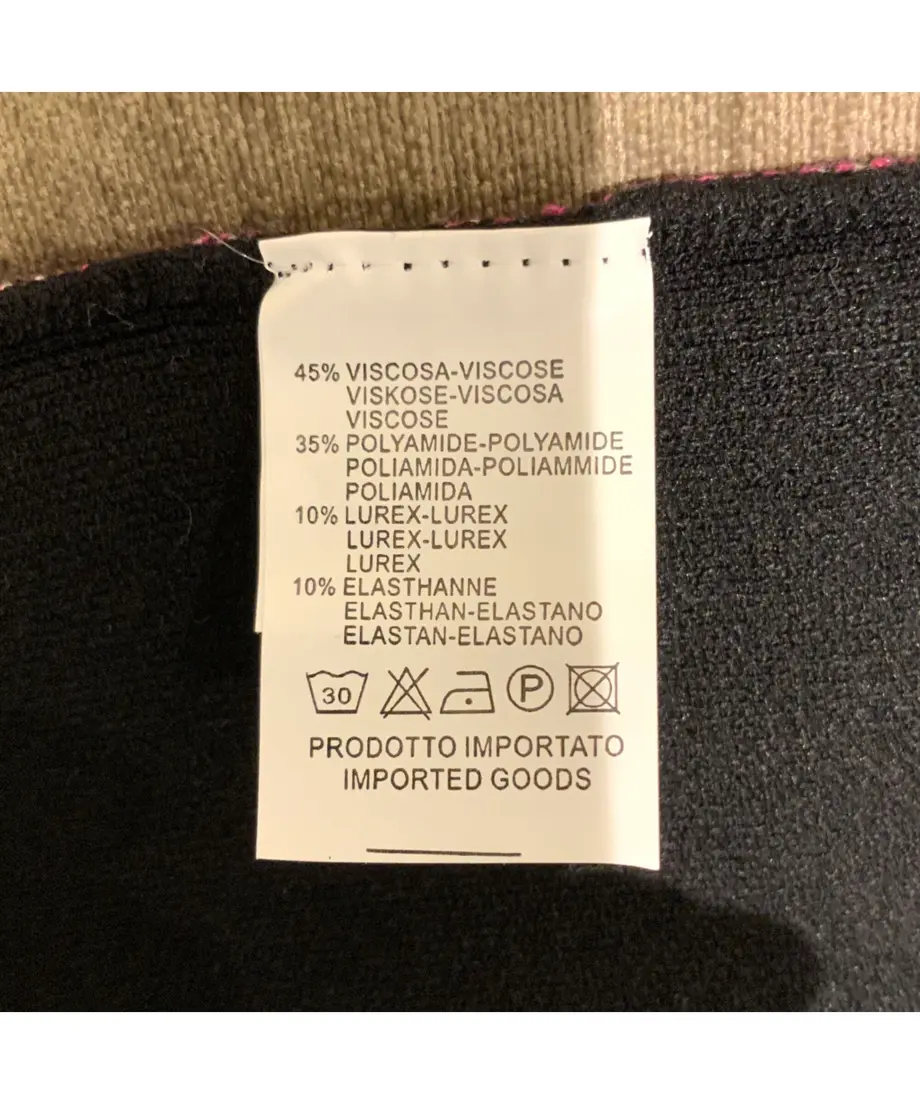 45% VISCOSA-VISCOSE
VISKOSE-VISCOSA
VISCOSE
35% POLYAMIDE-POLYAMIDE
POLIAMIDA-POLIAMMIDE
POLIAMIDA
10% LUREX-LUREX
LUREX-LUREX
LUREX
10% ELASTHANNE
ELASTHAN-ELASTANO
ELASTAN-ELASTANO
30 P
PRODOTTO IMPORTATO
IMPORTED GOODS